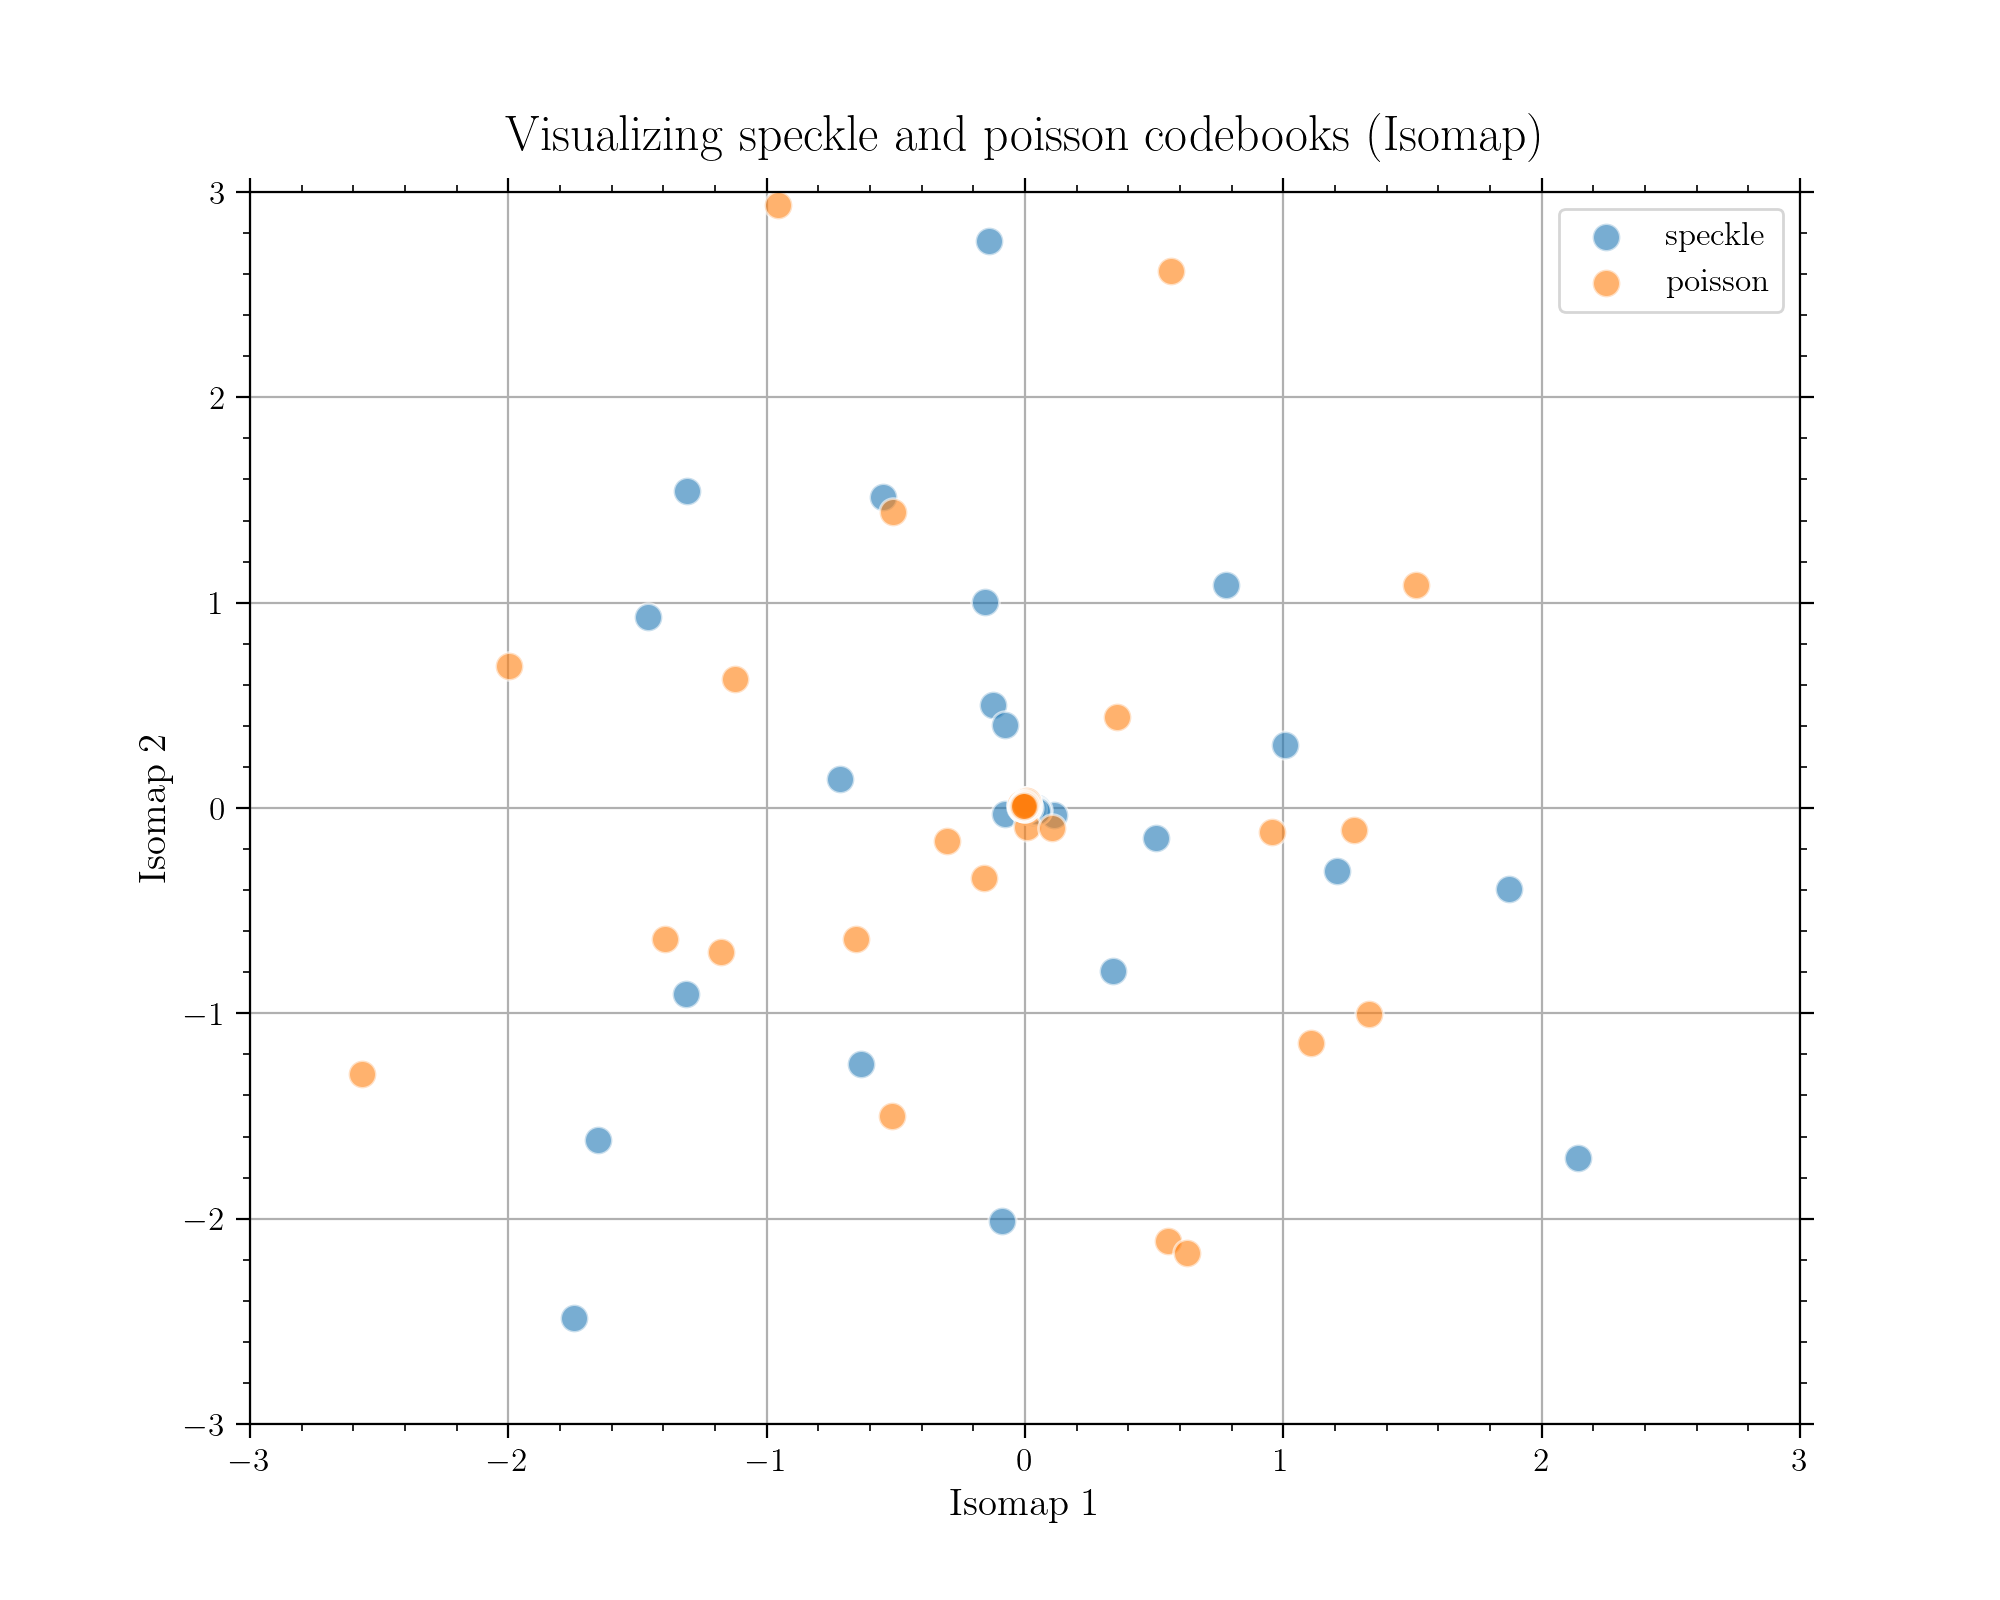 Visualizing speckle and poisson codebooks (Isomap)
speckle
poisson
3
2
1
0
−1
−2
−3
Isomap 2
−3 −2 −1 0 1 2 3
Isomap 1